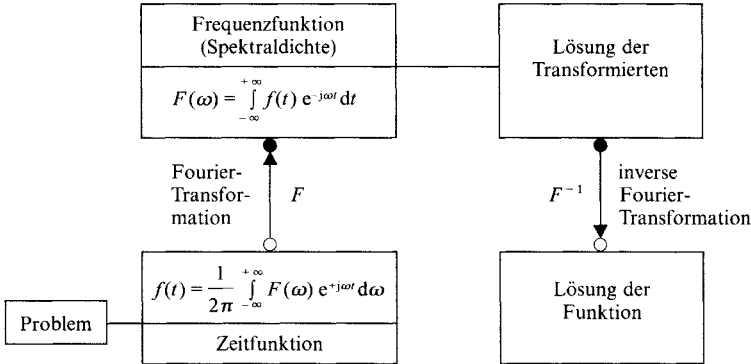 Frequenzfunktion
(Spektraldichte)
F(ω) = ∫_{-∞}^{+∞} f(t) e^{-jωt} dt
Lösung der
Transformierten
Fourier-
Transfor-
mation
F
F^{-1}
inverse
Fourier-
Transformation
Problem
f(t) = \frac{1}{2π} ∫_{-∞}^{+∞} F(ω) e^{+jωt} dω
Zeitfunktion
Lösung der
Funktion